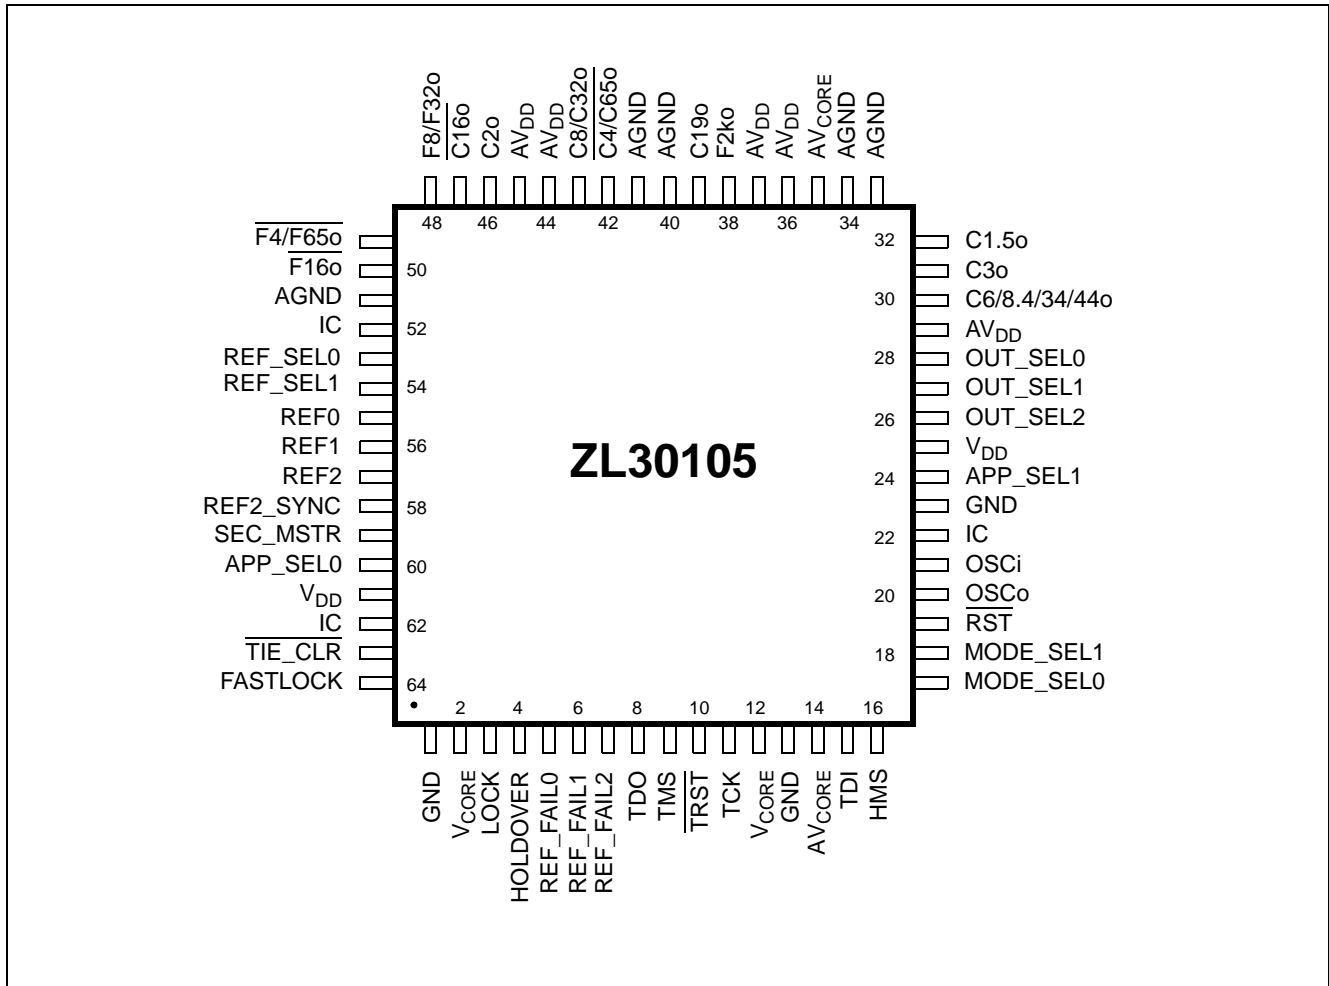 F8/F32o
C16o
C2o
AVDD
AVDD
C8/C32o
C4/C65o
AGND
AGND
C19o
F2ko
AVDD
AVDD
AVCORE
AGND
AGND
48 46 44 42 40 38 36 34
F4/F65o
F16o 50
AGND
IC 52
REF_SEL0
REF_SEL1 54
REF0
REF1 56
REF2
REF2_SYNC 58
SEC_MSTR
APP_SEL0 60
VDD
IC 62
TIE_CLR
FASTLOCK 64
ZL30105
32 C1.5o
C3o
30 C6/8.4/34/44o
AVDD
28 OUT_SEL0
OUT_SEL1
26 OUT_SEL2
VDD
24 APP_SEL1
GND
22 IC
OSCi
20 OSCo
RST
18 MODE_SEL1
MODE_SEL0
2 4 6 8 10 12 14 16
GND
VCORE
LOCK
HOLDOVER
REF_FAIL0
REF_FAIL1
REF_FAIL2
TDO
TMS
TRST
TCK
VCORE
GND
AVCORE
TDI
HMS